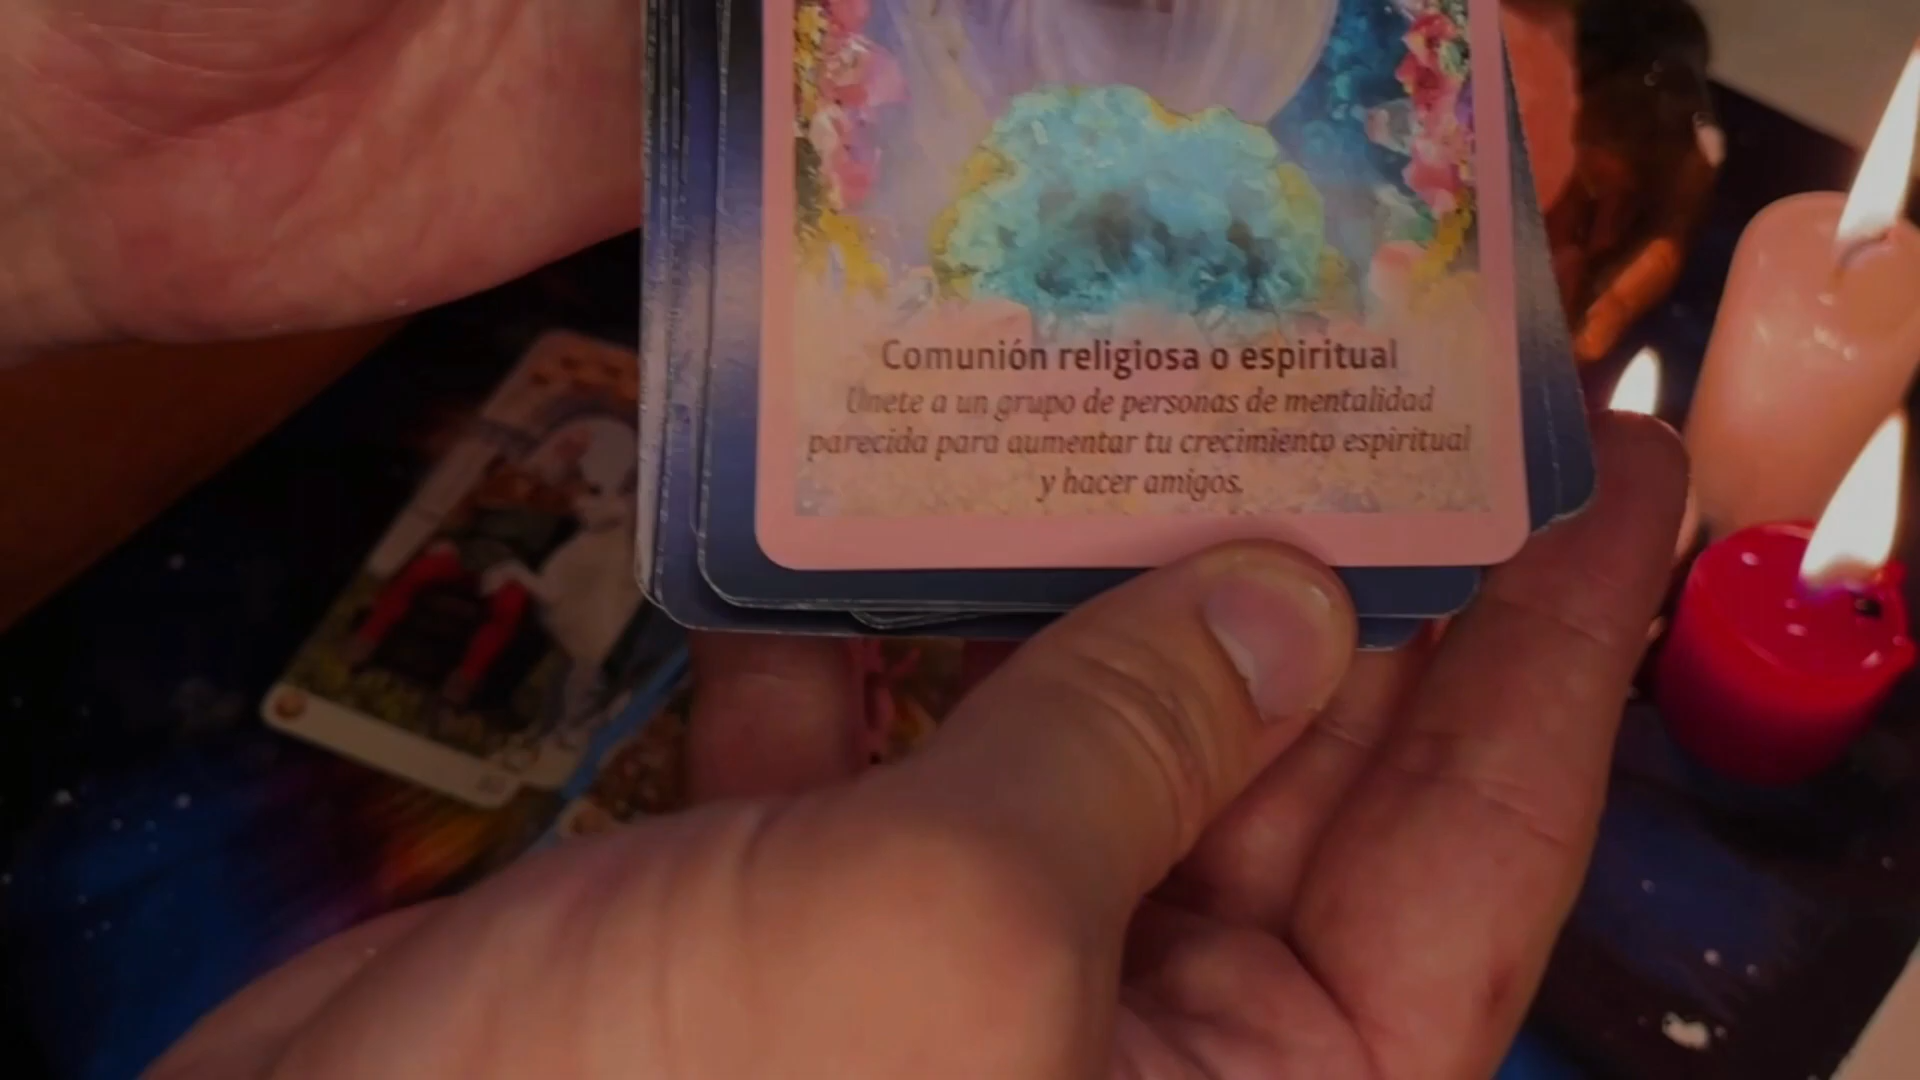 Comunión religiosa o espiritual
Únete a un grupo de personas de mentalidad
parecida para aumentar tu crecimiento espiritual
y hacer amigos.